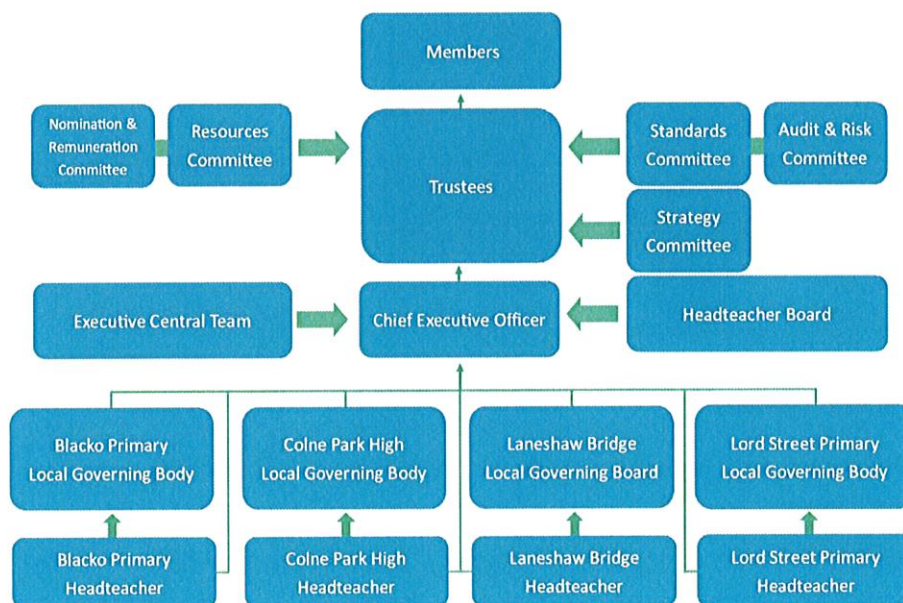 Members
Nomination &
Remuneration
Committee
Resources
Committee
Trustees
Standards
Committee
Audit & Risk
Committee
Strategy
Committee
Executive Central Team
Chief Executive Officer
Headteacher Board
Blacko Primary
Local Governing Body
Colne Park High
Local Governing Body
Laneshaw Bridge
Local Governing Board
Lord Street Primary
Local Governing Body
Blacko Primary
Headteacher
Colne Park High
Headteacher
Laneshaw Bridge
Headteacher
Lord Street Primary
Headteacher